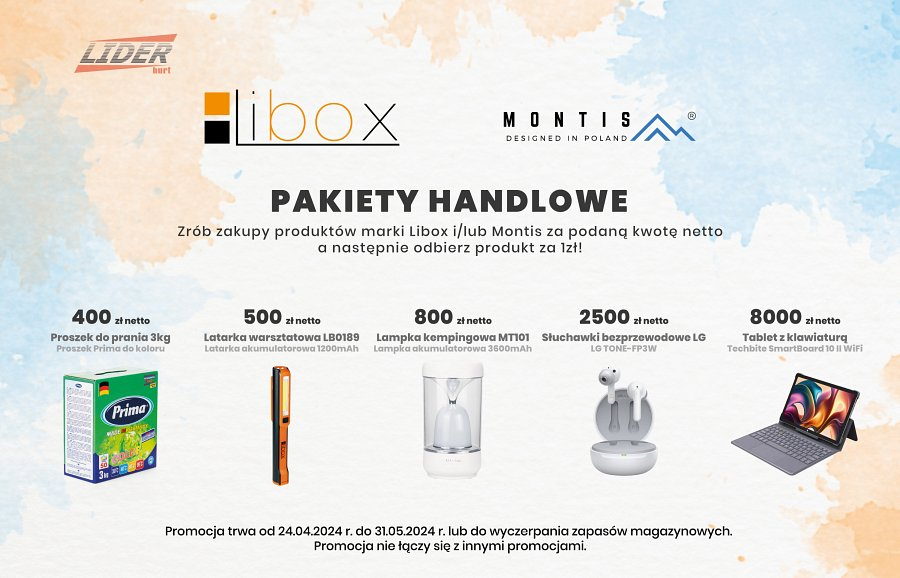 LIDER
hurt
Libox
MONTIS
®
DESIGNED IN POLAND
PAKIETY HANDLOWE
Zrób zakupy produktów marki Libox i/lub Montis za podaną kwotę netto
a następnie odbierz produkt za 1zł!
400 zł netto
Proszek do prania 3kg
Proszek Prima do koloru
500 zł netto
Latarka warsztatowa LB0189
Latarka akumulatorowa 1200mAh
800 zł netto
Lampka kempingowa MT101
Lampka akumulatorowa 3600mAh
2500 zł netto
Słuchawki bezprzewodowe LG
LG TONE-FP3W
8000 zł netto
Tablet z klawiaturą
Techbite SmartBoard 10 II WiFi
Prima
3kg
Promocja trwa od 24.04.2024 r. do 31.05.2024 r. lub do wyczerpania zapasów magazynowych.
Promocja nie łączy się z innymi promocjami.